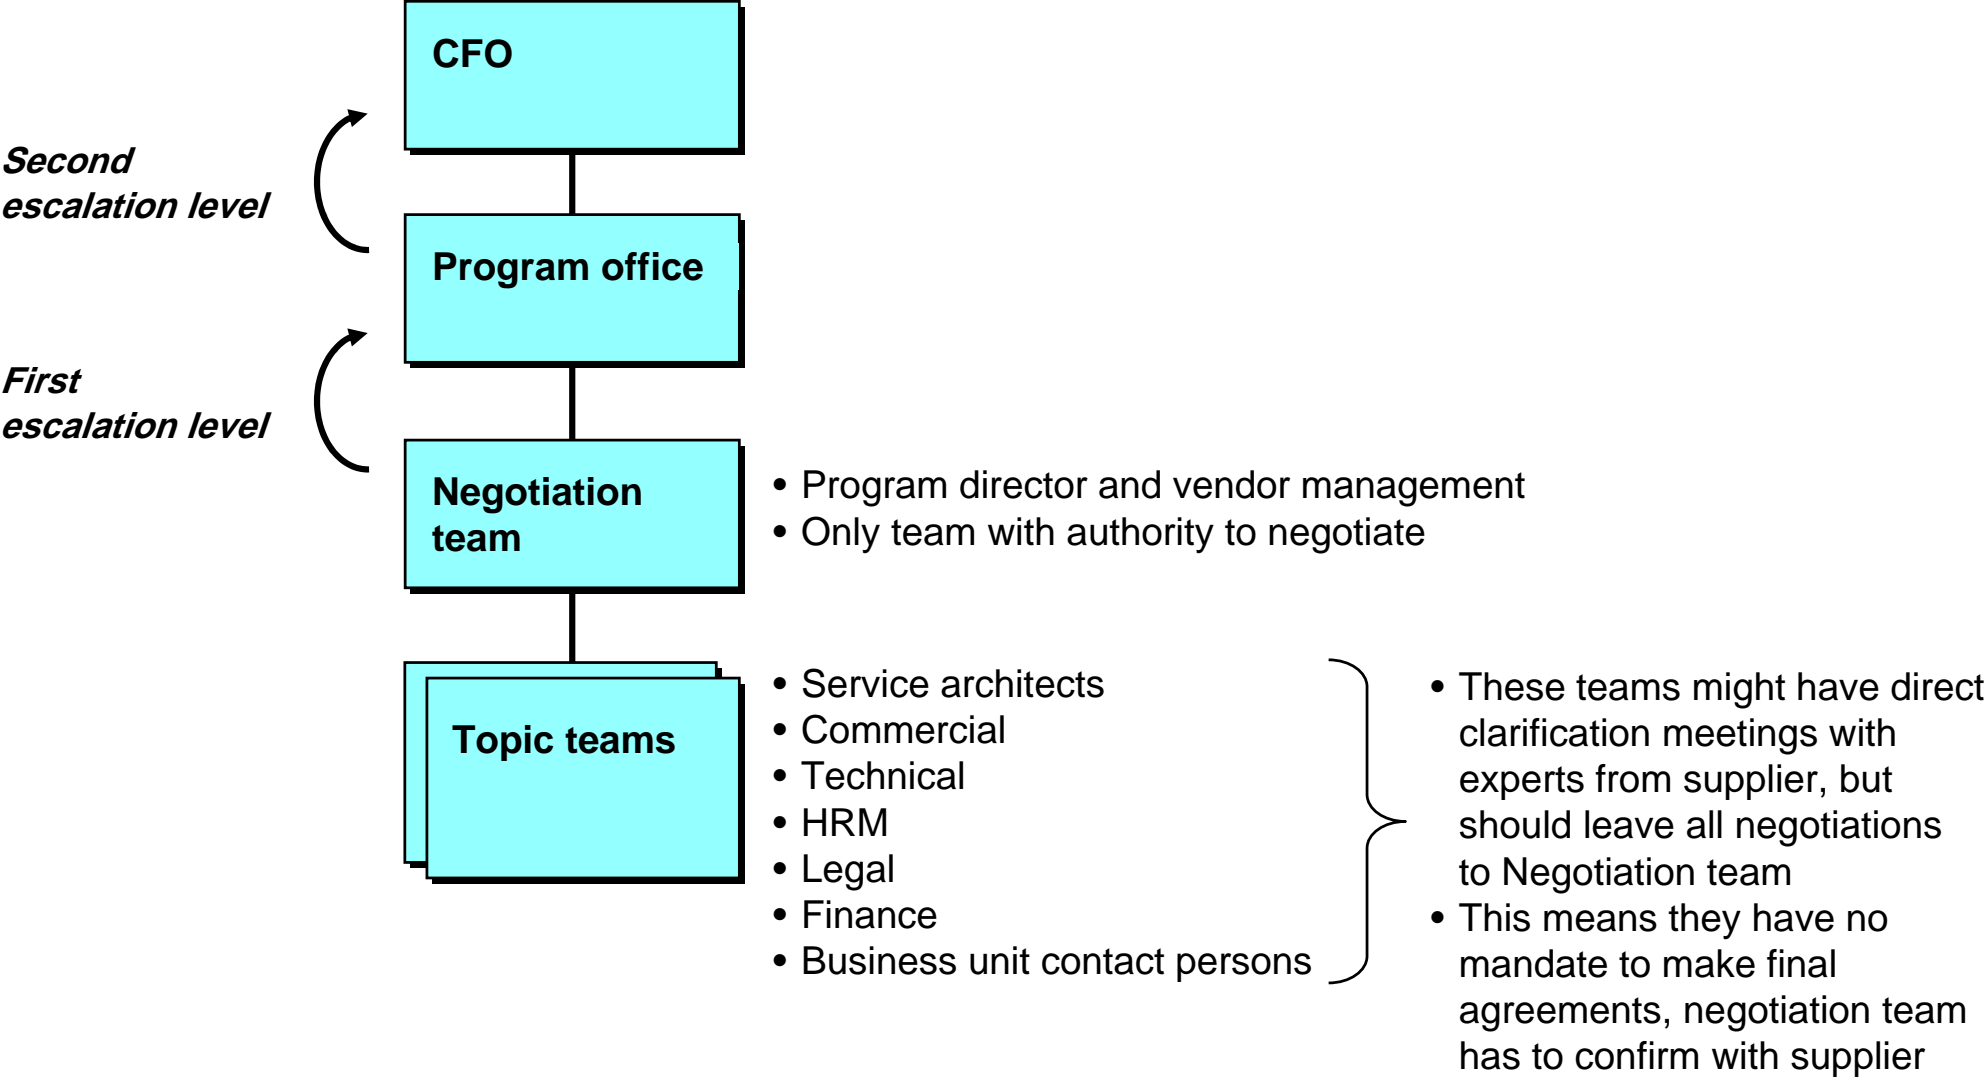 CFO
Second
escalation level
Program office
First
escalation level
Negotiation
team
• Program director and vendor management
• Only team with authority to negotiate
Topic teams
• Service architects
• Commercial
• Technical
• HRM
• Legal
• Finance
• Business unit contact persons
• These teams might have direct
clarification meetings with
experts from supplier, but
should leave all negotiations
to Negotiation team
• This means they have no
mandate to make final
agreements, negotiation team
has to confirm with supplier